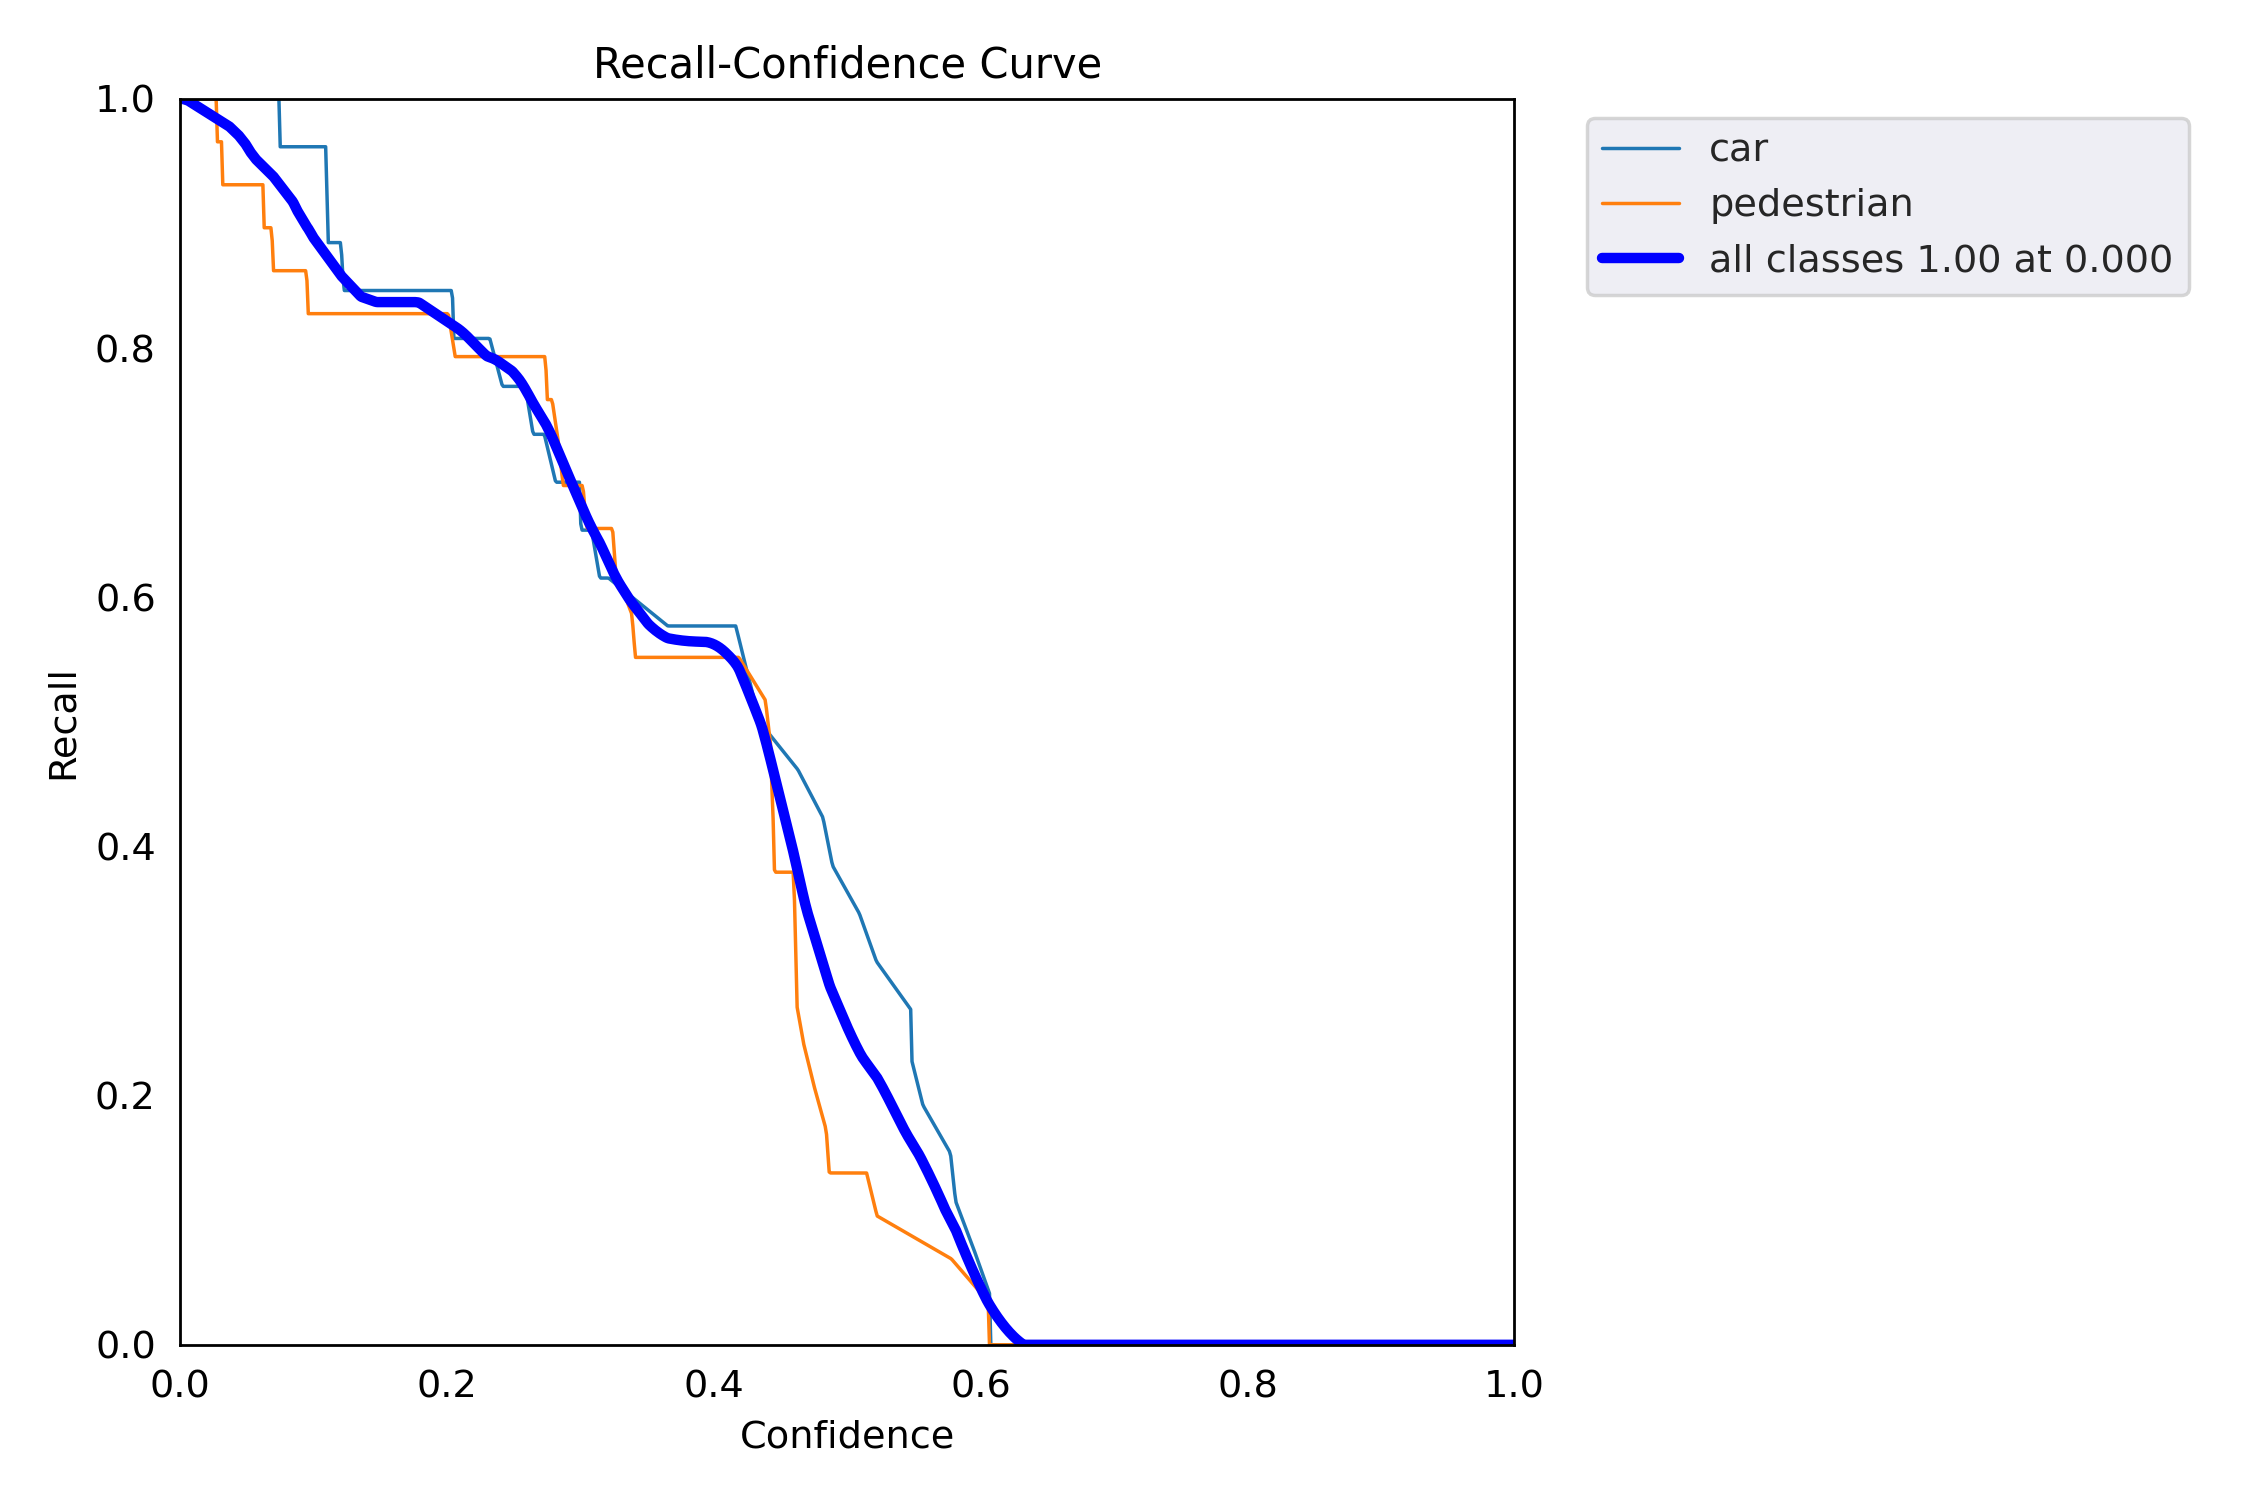 Recall-Confidence Curve
1.0
0.8
0.6
0.4
0.2
0.0
Recall
0.0 0.2 0.4 0.6 0.8 1.0
Confidence
car
pedestrian
all classes 1.00 at 0.000